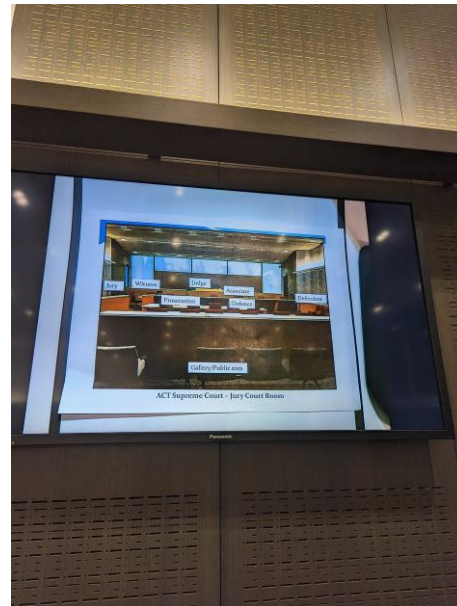 Jury
Witness
Judge
Associate
Prosecution
Defence
Defendant
Gallery/Public area
ACT Supreme Court – Jury Court Room
Panasonic